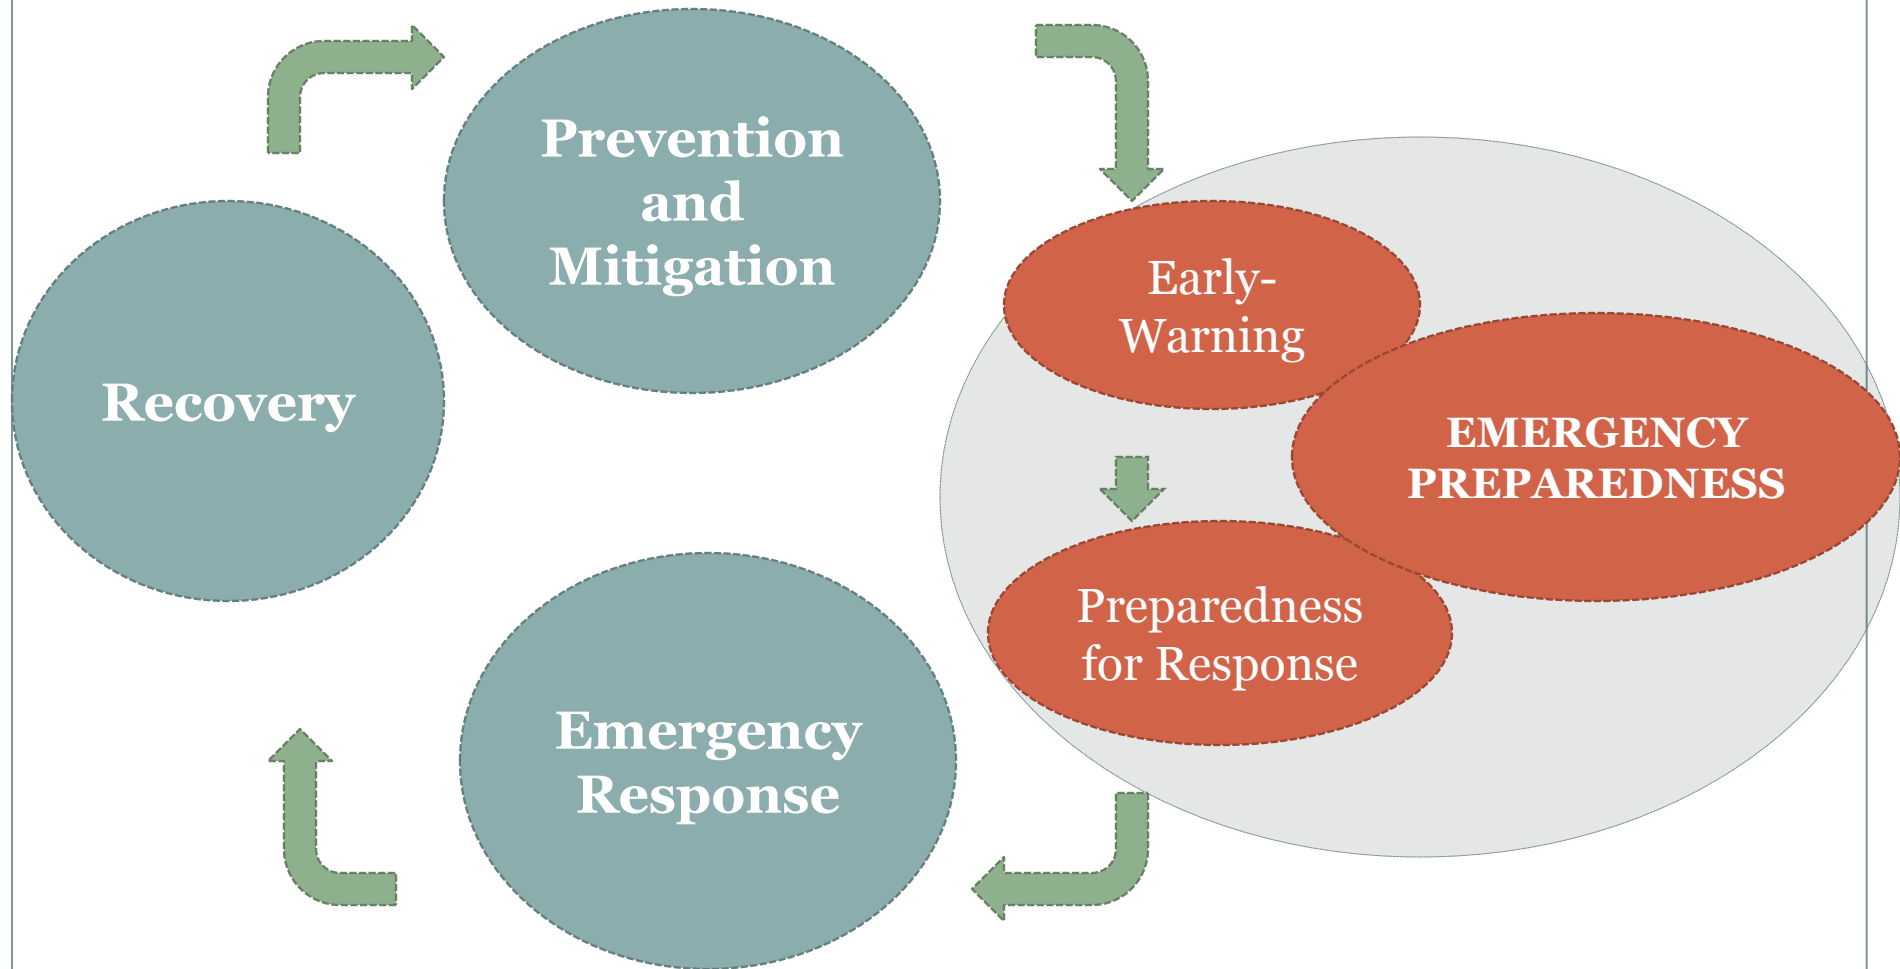 Prevention
and
Mitigation
Early-
Warning
Recovery
EMERGENCY
PREPAREDNESS
Preparedness
for Response
Emergency
Response